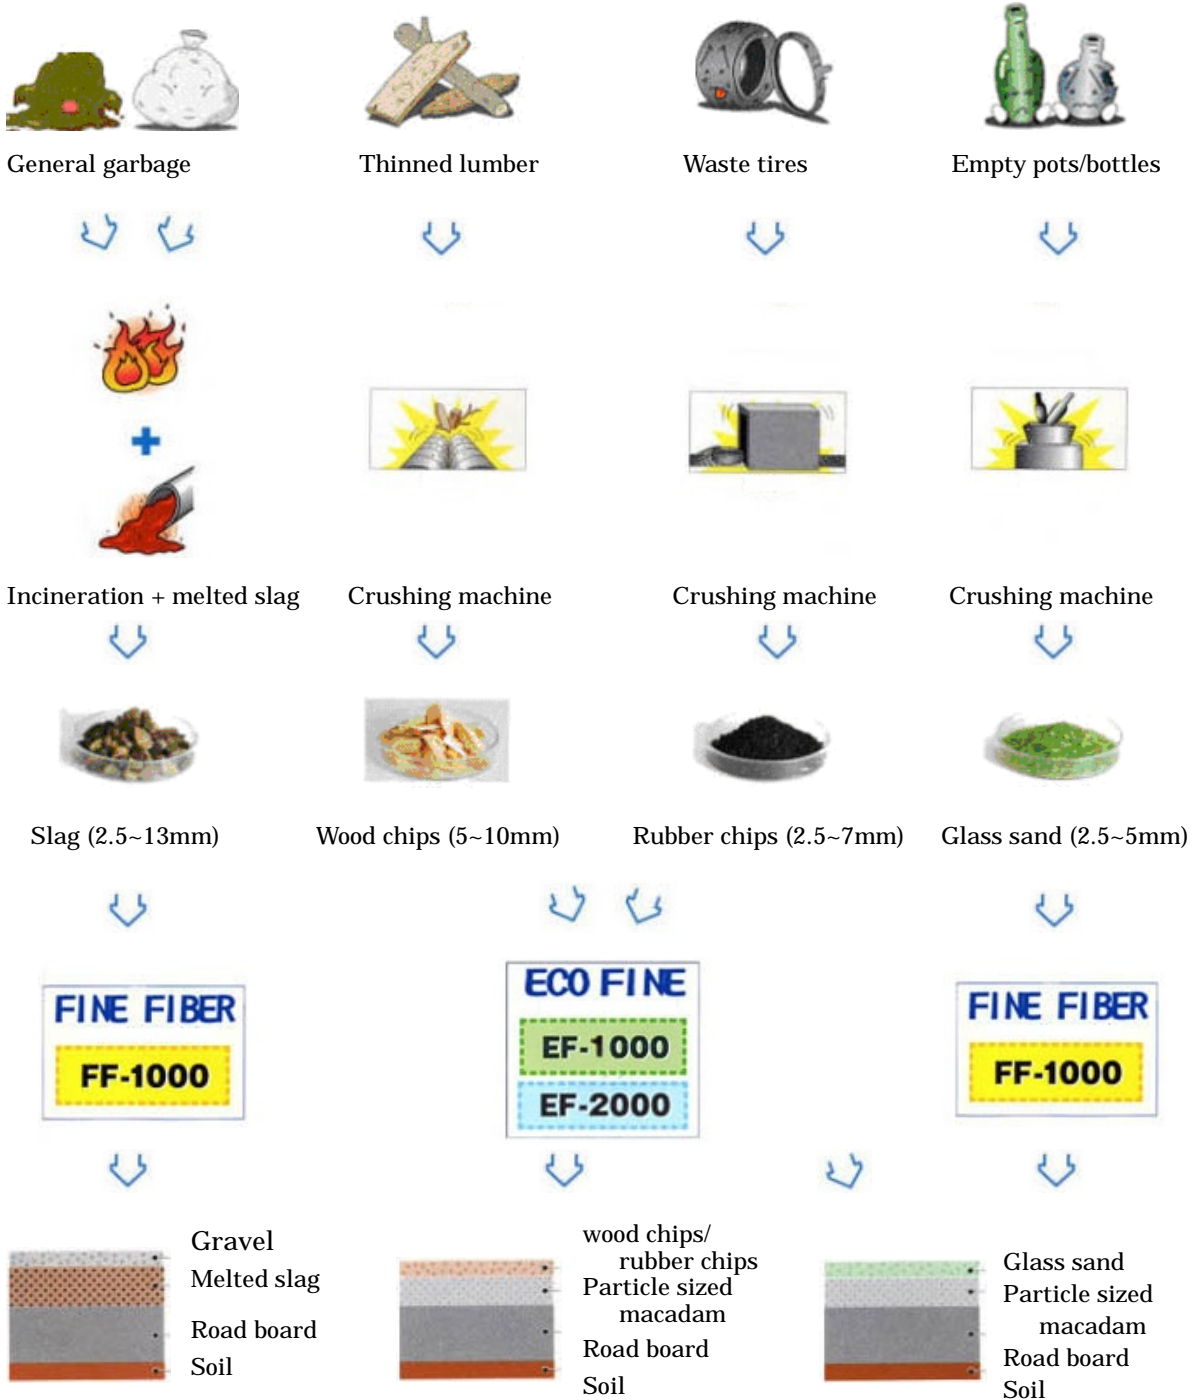 General garbage
Thinned lumber
Waste tires
Empty pots/bottles
Incineration + melted slag
Crushing machine
Crushing machine
Crushing machine
Slag (2.5~13mm)
Wood chips (5~10mm)
Rubber chips (2.5~7mm)
Glass sand (2.5~5mm)
FINE FIBER
FF-1000
ECO FINE
EF-1000
EF-2000
FINE FIBER
FF-1000
Gravel
Melted slag
Road board
Soil
wood chips/
rubber chips
Particle sized
macadam
Road board
Soil
Glass sand
Particle sized
macadam
Road board
Soil